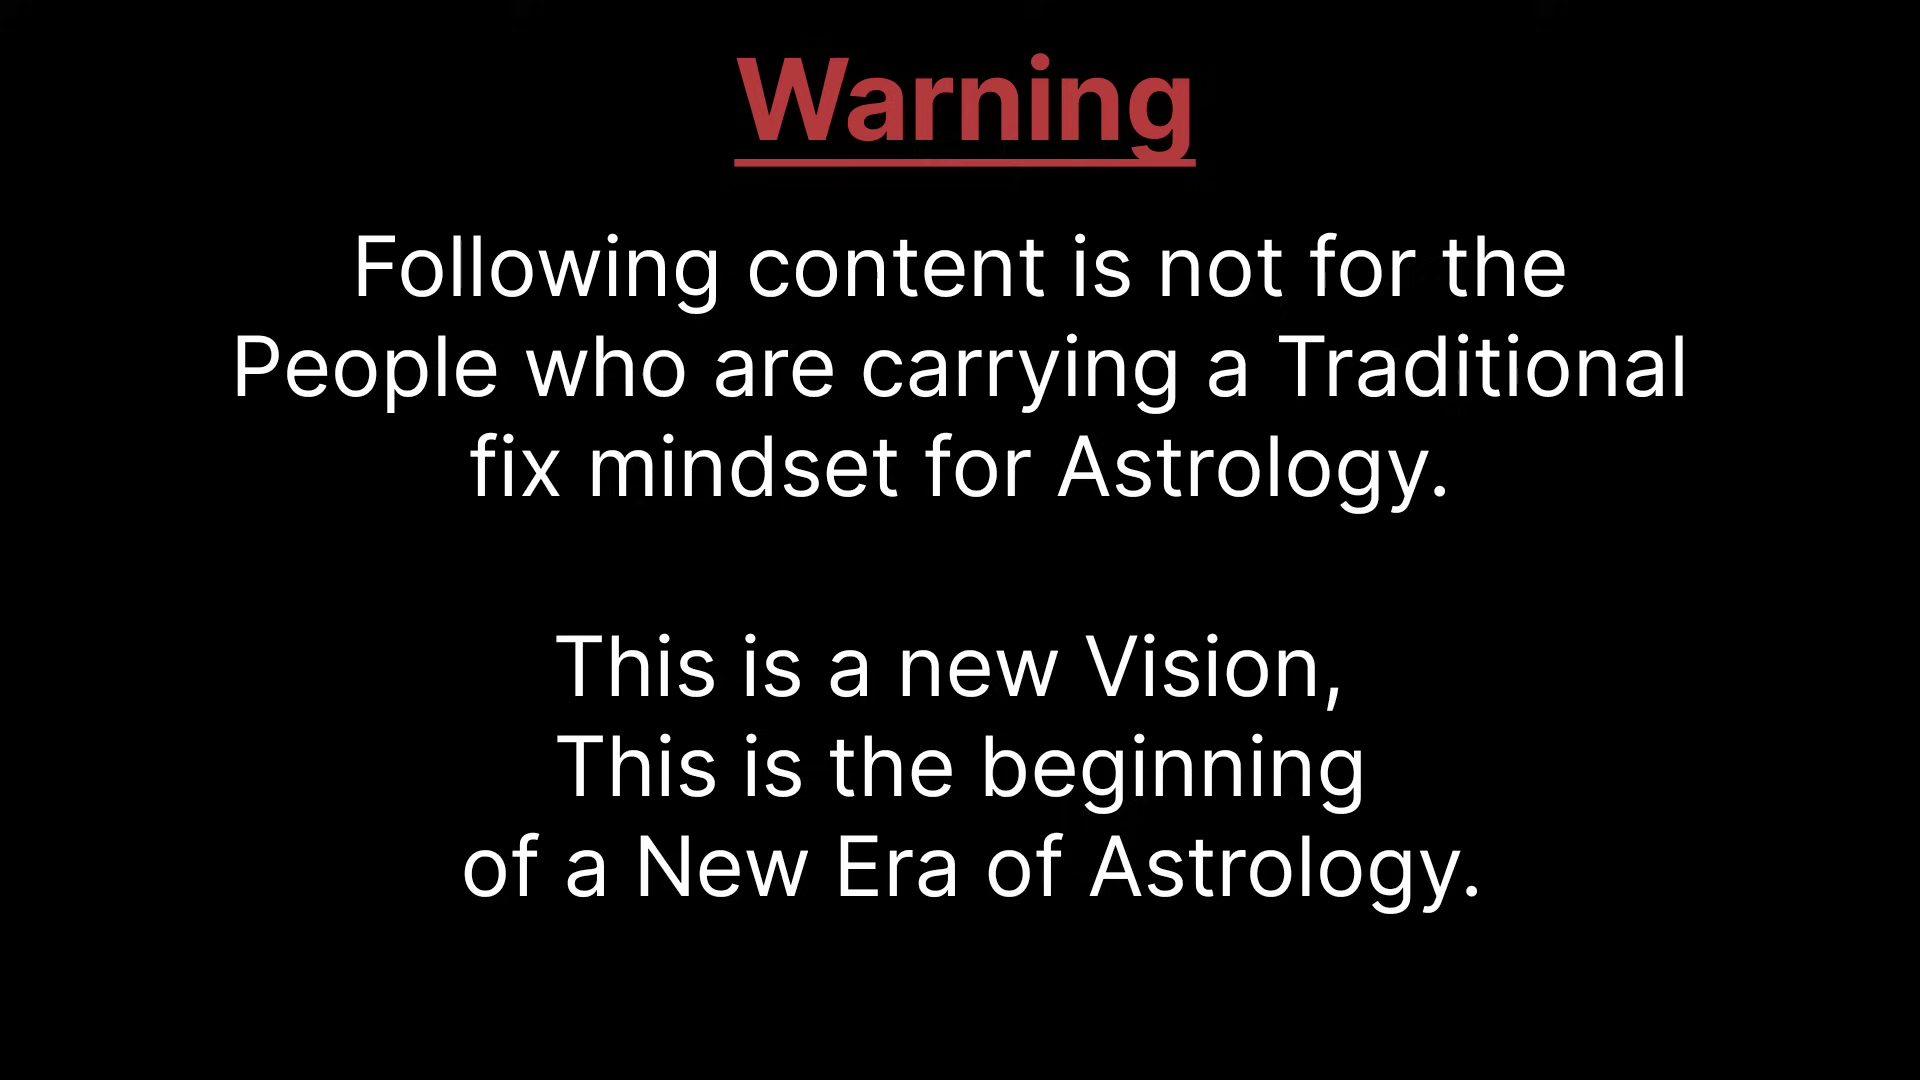 Warning
Following content is not for the
People who are carrying a Traditional
fix mindset for Astrology.
This is a new Vision,
This is the beginning
of a New Era of Astrology.